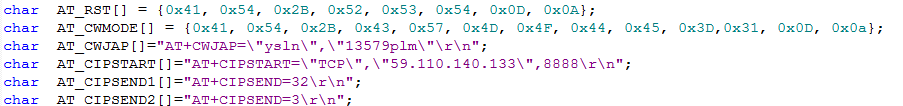 char  AT_RST[] = {0x41, 0x54, 0x2B, 0x52, 0x53, 0x54, 0x0D, 0x0A};
char  AT_CWMODE[] = {0x41, 0x54, 0x2B, 0x43, 0x57, 0x4D, 0x4F, 0x44, 0x45, 0x3D,0x31, 0x0D, 0x0a};
char  AT_CWJAP[]="AT+CWJAP=\"ysln\",\"13579plm\"\r\n";
char  AT_CIPSTART[]="AT+CIPSTART=\"TCP\",\"59.110.140.133\",8888\r\n";
char  AT_CIPSEND1[]="AT+CIPSEND=32\r\n";
char  AT_CIPSEND2[]="AT+CIPSEND=3\r\n";